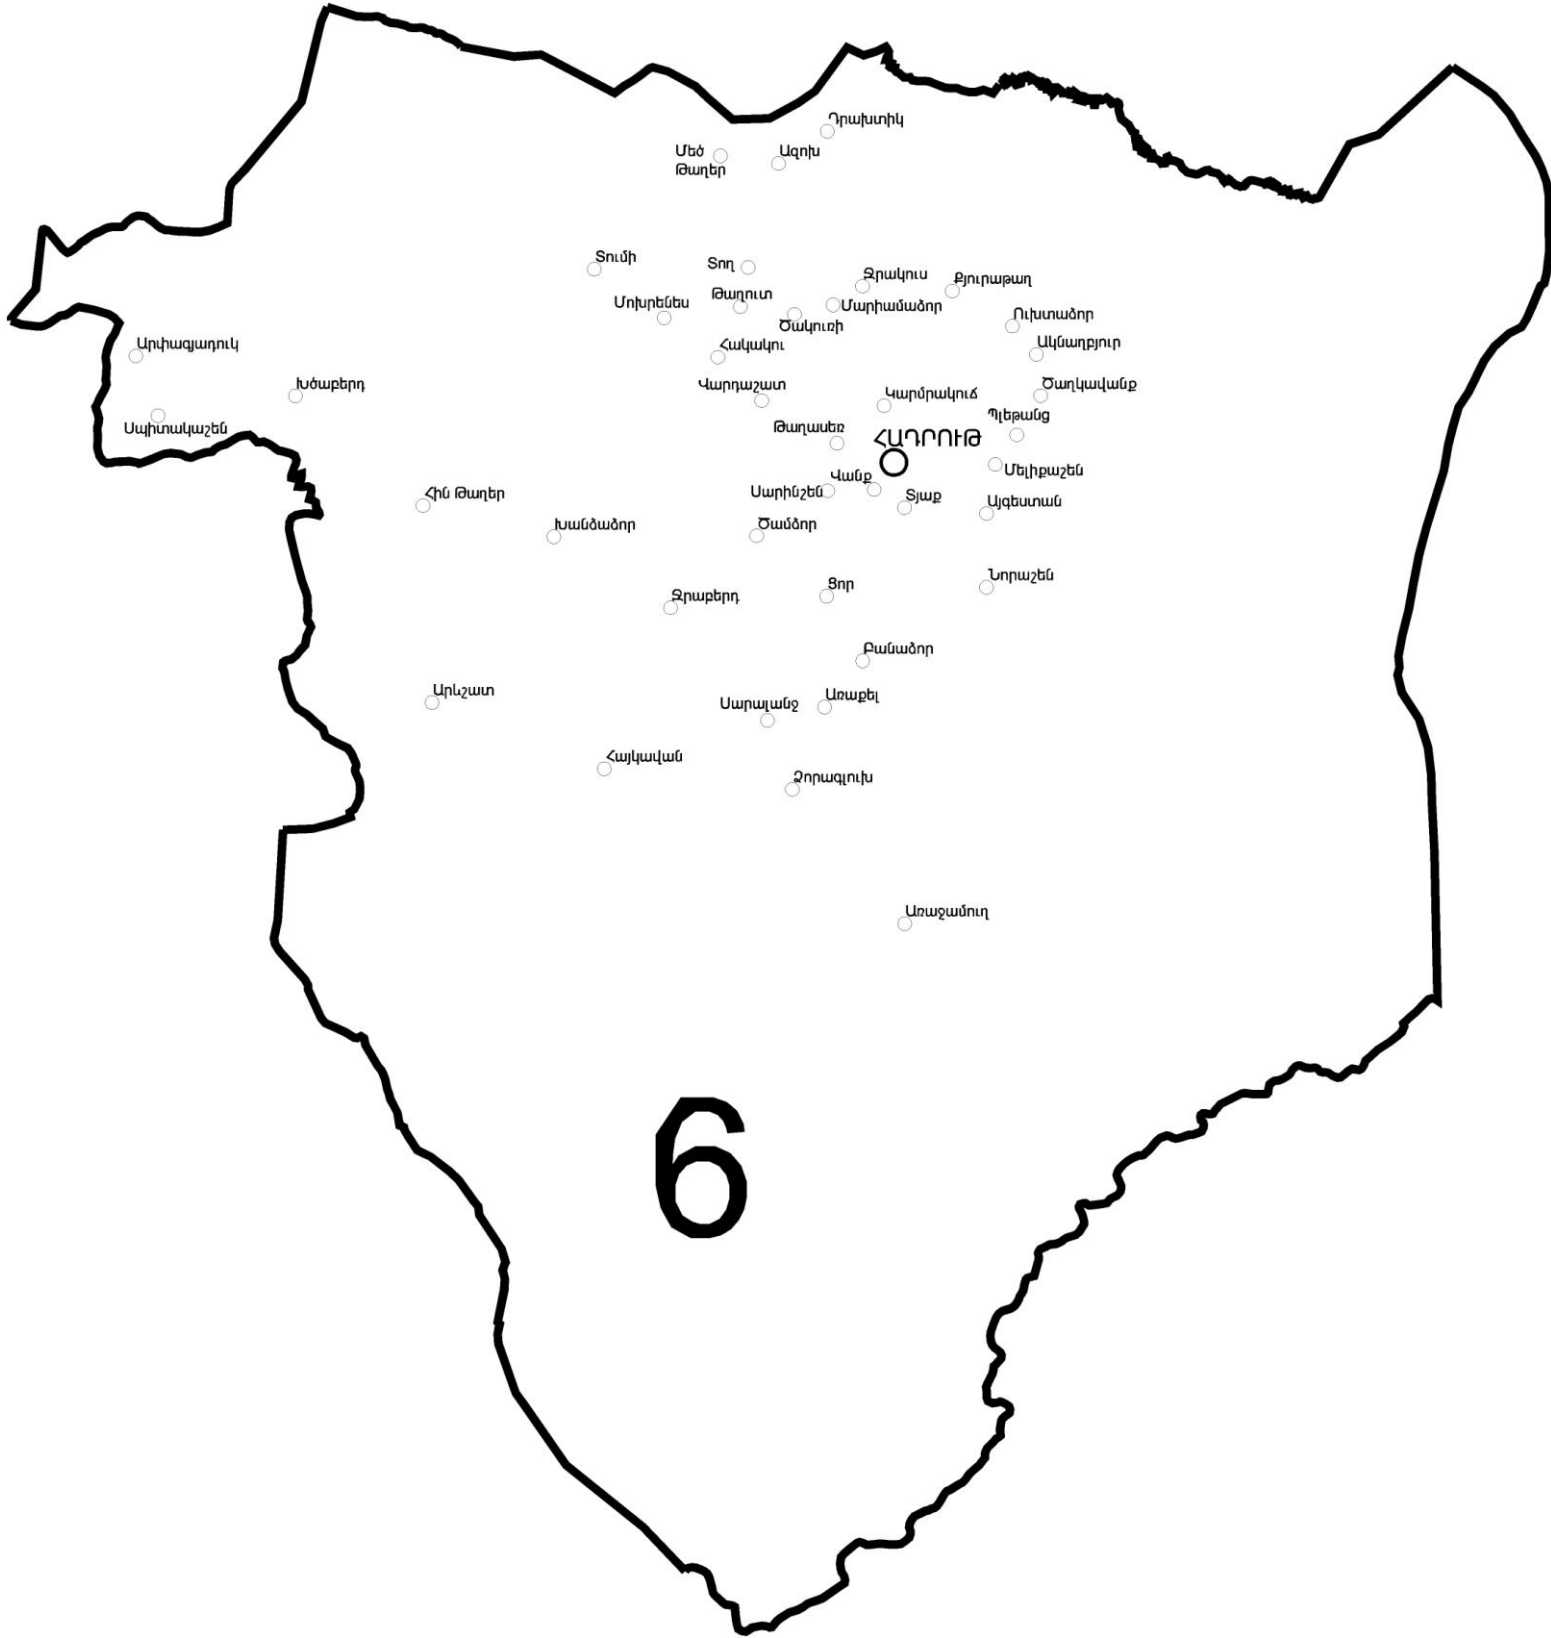 Դրախտիկ
Մեծ
Թաղեր
Ազոխ
Տումի
Տող
Ջրակուս
Քյուրաթաղ
Մոխրենես
Թաղուտ
Մարիամաձոր
Ծակուռի
Ուխտաձոր
Արփագյադուկ
Հակակու
Ակնաղբյուր
Խծաբերդ
Վարդաշատ
Կարմրակուճ
Ծաղկավանք
Սպիտակաշեն
Թաղասեռ
ՀԱԴՐՈՒԹ
Պլեթանց
Մելիքաշեն
Հին Թաղեր
Սարինշեն
Վանք
Տյաք
Այգեստան
Խանձաձոր
Ծամձոր
Ջրաբերդ
Ցոր
Նորաշեն
Բանաձոր
Արևշատ
Սարալանջ
Առաքել
Հայկավան
Ձորագլուխ
Առաջամուղ
6